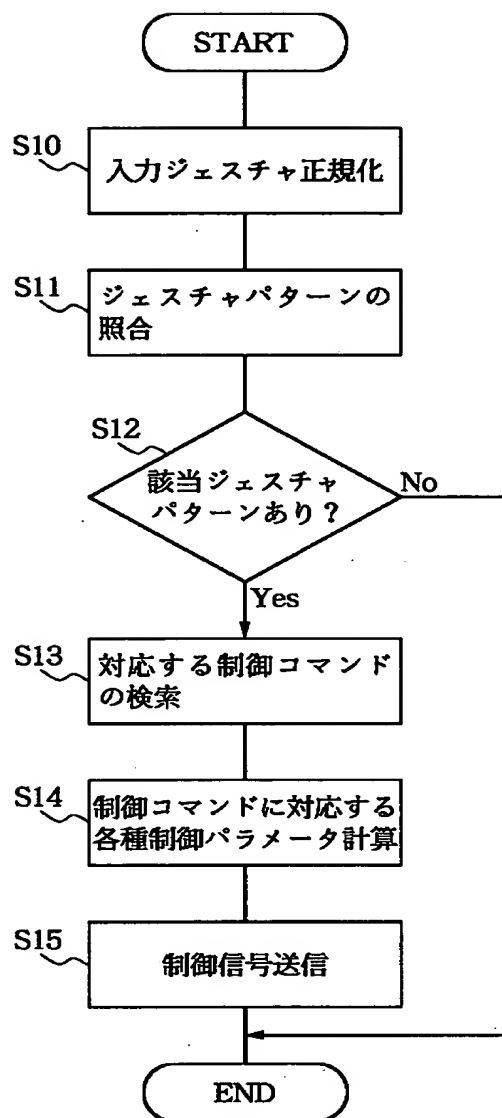 START
S10
入力ジェスチャ正規化
S11
ジェスチャパターンの
照合
S12
該当ジェスチャ
パターンあり?
No
Yes
S13
対応する制御コマンド
の検索
S14
制御コマンドに対応する
各種制御パラメータ計算
S15
制御信号送信
END